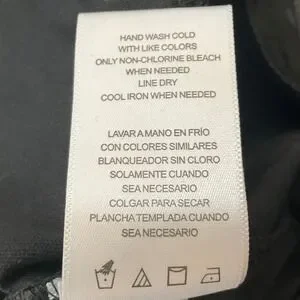 HAND WASH COLD
WITH LIKE COLORS
ONLY NON-CHLORINE BLEACH
WHEN NEEDED
LINE DRY
COOL IRON WHEN NEEDED
LAVAR A MANO EN FRÍO
CON COLORES SIMILARES
BLANQUEADOR SIN CLORO
SOLAMENTE CUANDO
SEA NECESARIO
COLGAR PARA SECAR
PLANCHA TEMPLADA CUANDO
SEA NECESARIO